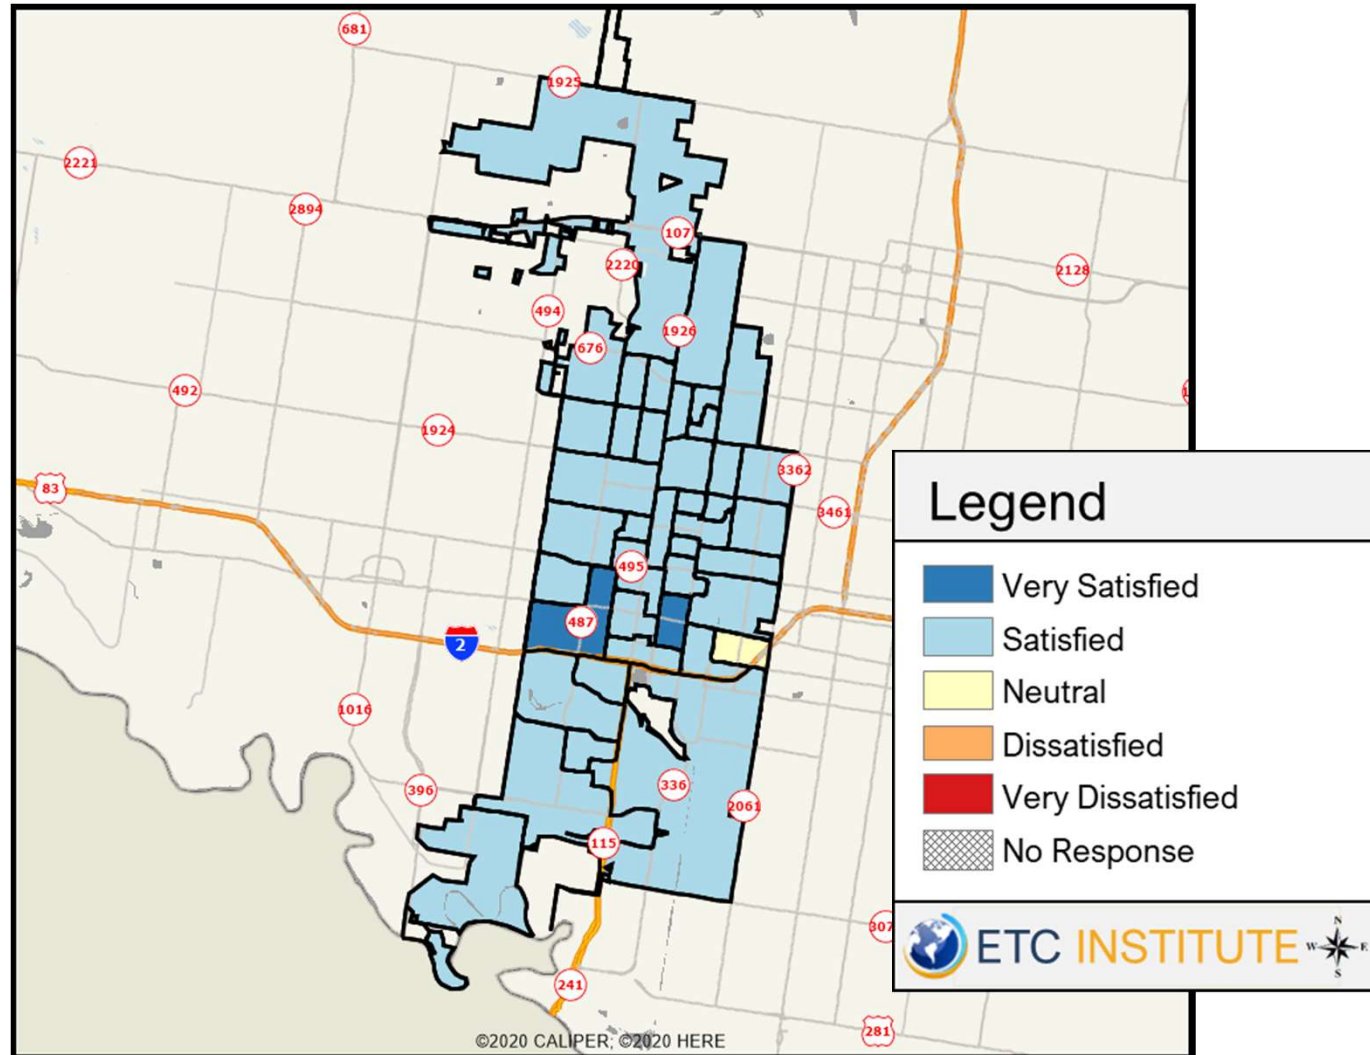 681
1925
2221
2894
107
2220
2128
494
1926
676
492
1924
3362
83
3461
495
487
2
1016
336
396
2061
115
307
241
281
©2020 CALIPER; ©2020 HERE
Legend
Very Satisfied
Satisfied
Neutral
Dissatisfied
Very Dissatisfied
No Response
ETC INSTITUTE
N
W E
S